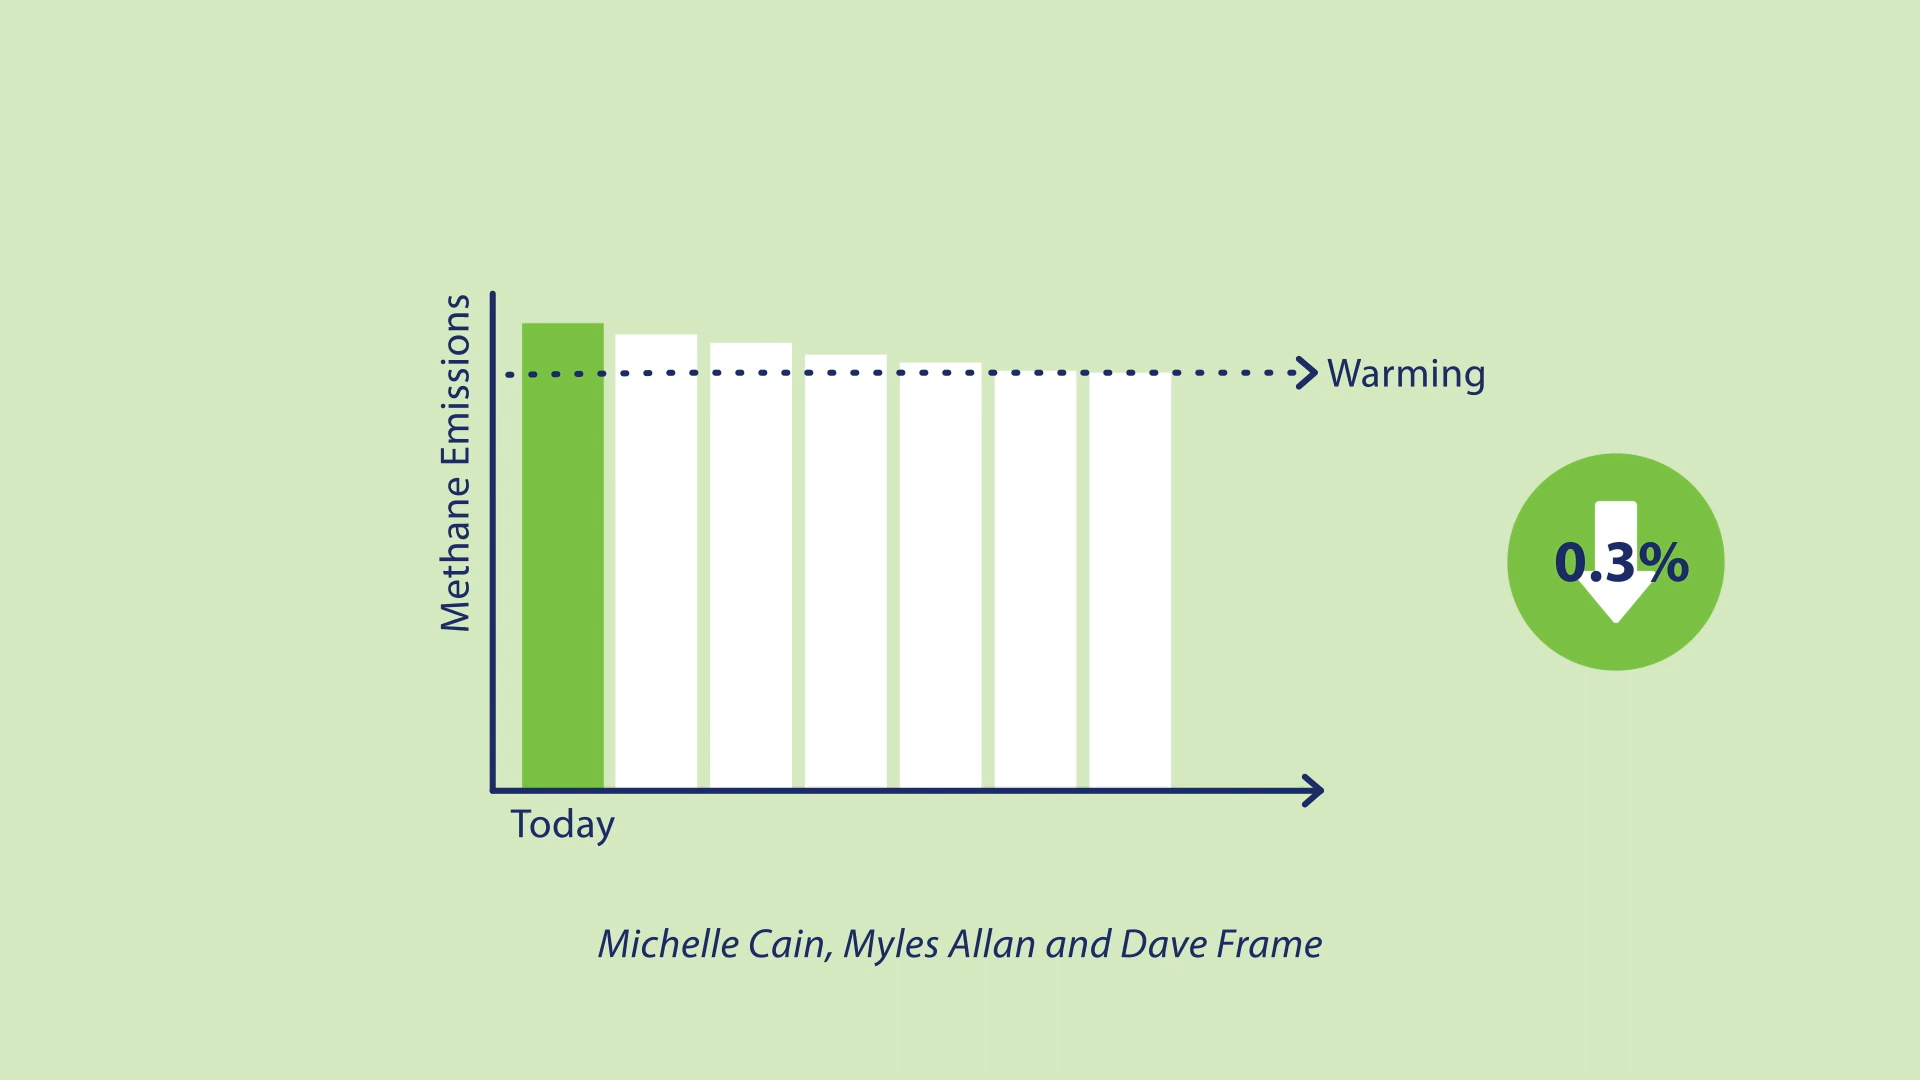 Methane Emissions
Warming
0.3%
Today
Michelle Cain, Myles Allan and Dave Frame